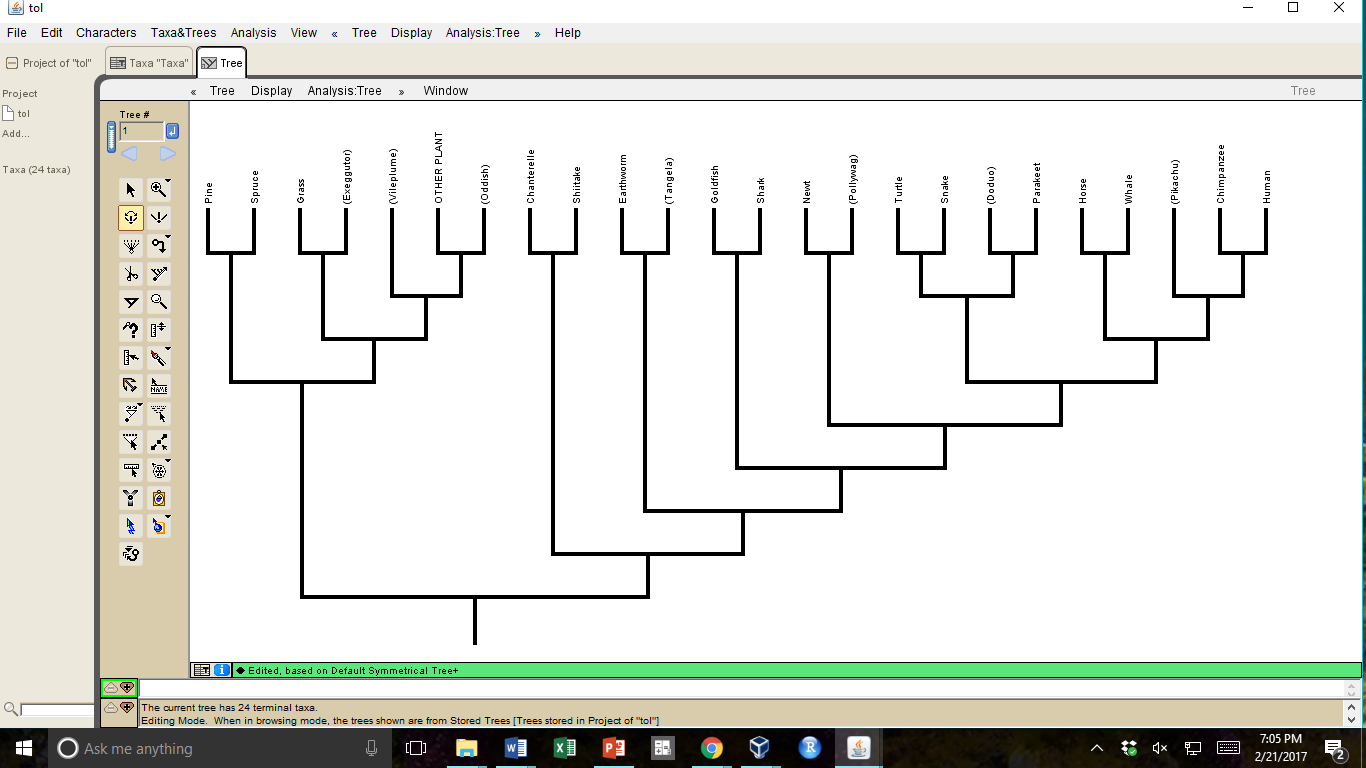 tol
File Edit Characters Taxa&Trees Analysis View « Tree Display Analysis:Tree » Help
Project of "tol" Taxa "Taxa" Tree
« Tree Display Analysis:Tree » Window Tree
Project
tol
Add...
Taxa (24 taxa)
Tree #
1
NAME
Pine
Spruce
Grass
(Exeggutor)
(Vileplume)
OTHER PLANT
(Oddish)
Chanterelle
Shiitake
Earthworm
(Tangela)
Goldfish
Shark
Newt
(Pollywag)
Turtle
Snake
(Doduo)
Parakeet
Horse
Whale
(Pikachu)
Chimpanzee
Human
Edited, based on Default Symmetrical Tree+
The current tree has 24 terminal taxa.
Editing Mode. When in browsing mode, the trees shown are from Stored Trees [Trees stored in Project of "tol"]
Ask me anything
7:05 PM
2/21/2017
2